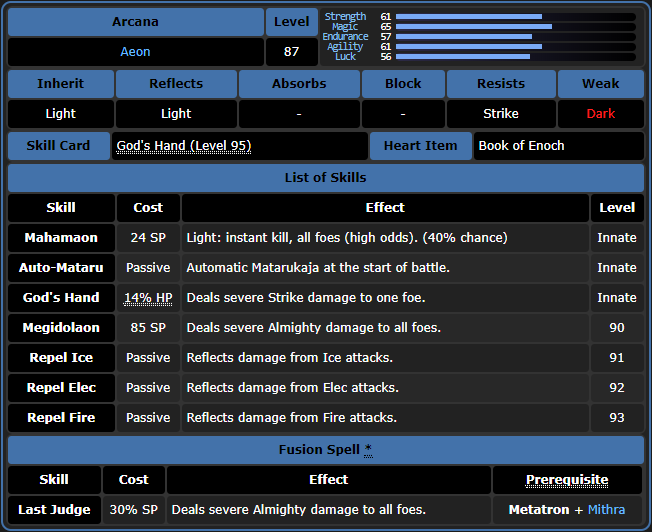 Arcana Level
Aeon 87
Strength 61
Magic 65
Endurance 57
Agility 61
Luck 56
Inherit Reflects Absorbs Block Resists Weak
Light Light - - Strike Dark
Skill Card God's Hand (Level 95) Heart Item Book of Enoch
List of Skills
Skill Cost Effect Level
Mahamaon 24 SP Light: instant kill, all foes (high odds). (40% chance) Innate
Auto-Mataru Passive Automatic Matarukaja at the start of battle. Innate
God's Hand 14% HP Deals severe Strike damage to one foe. Innate
Megidolaon 85 SP Deals severe Almighty damage to all foes. 90
Repel Ice Passive Reflects damage from Ice attacks. 91
Repel Elec Passive Reflects damage from Elec attacks. 92
Repel Fire Passive Reflects damage from Fire attacks. 93
Fusion Spell *
Skill Cost Effect Prerequisite
Last Judge 30% SP Deals severe Almighty damage to all foes. Metatron + Mithra